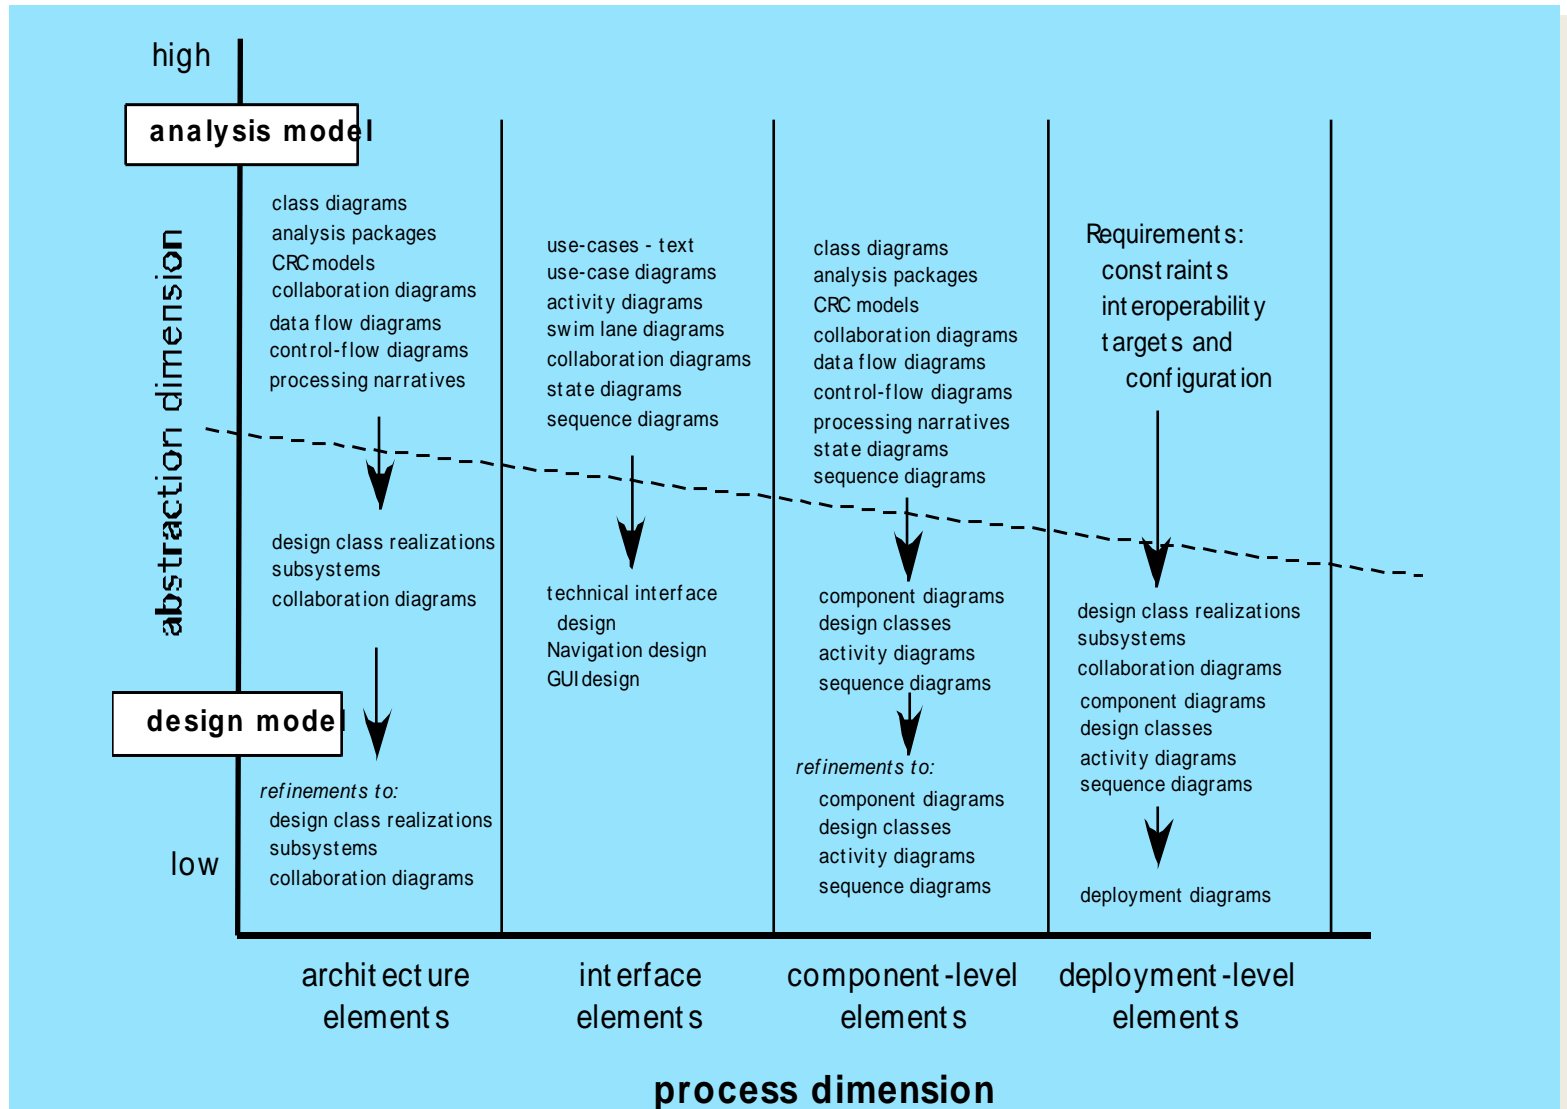 high
analysis model
abstraction dimension
class diagrams
analysis packages
CRC models
collaboration diagrams
data flow diagrams
control-flow diagrams
processing narratives
design class realizations
subsystems
collaboration diagrams
design model
refinements to:
design class realizations
subsystems
collaboration diagrams
low
use-cases - text
use-case diagrams
activity diagrams
swim lane diagrams
collaboration diagrams
state diagrams
sequence diagrams
technical interface
design
Navigation design
GUI design
class diagrams
analysis packages
CRC models
collaboration diagrams
data flow diagrams
control-flow diagrams
processing narratives
state diagrams
sequence diagrams
component diagrams
design classes
activity diagrams
sequence diagrams
refinements to:
component diagrams
design classes
activity diagrams
sequence diagrams
Requirements:
constraints
interoperability
targets and
configuration
design class realizations
subsystems
collaboration diagrams
component diagrams
design classes
activity diagrams
sequence diagrams
deployment diagrams
architecture
elements
interface
elements
component-level
elements
deployment-level
elements
process dimension